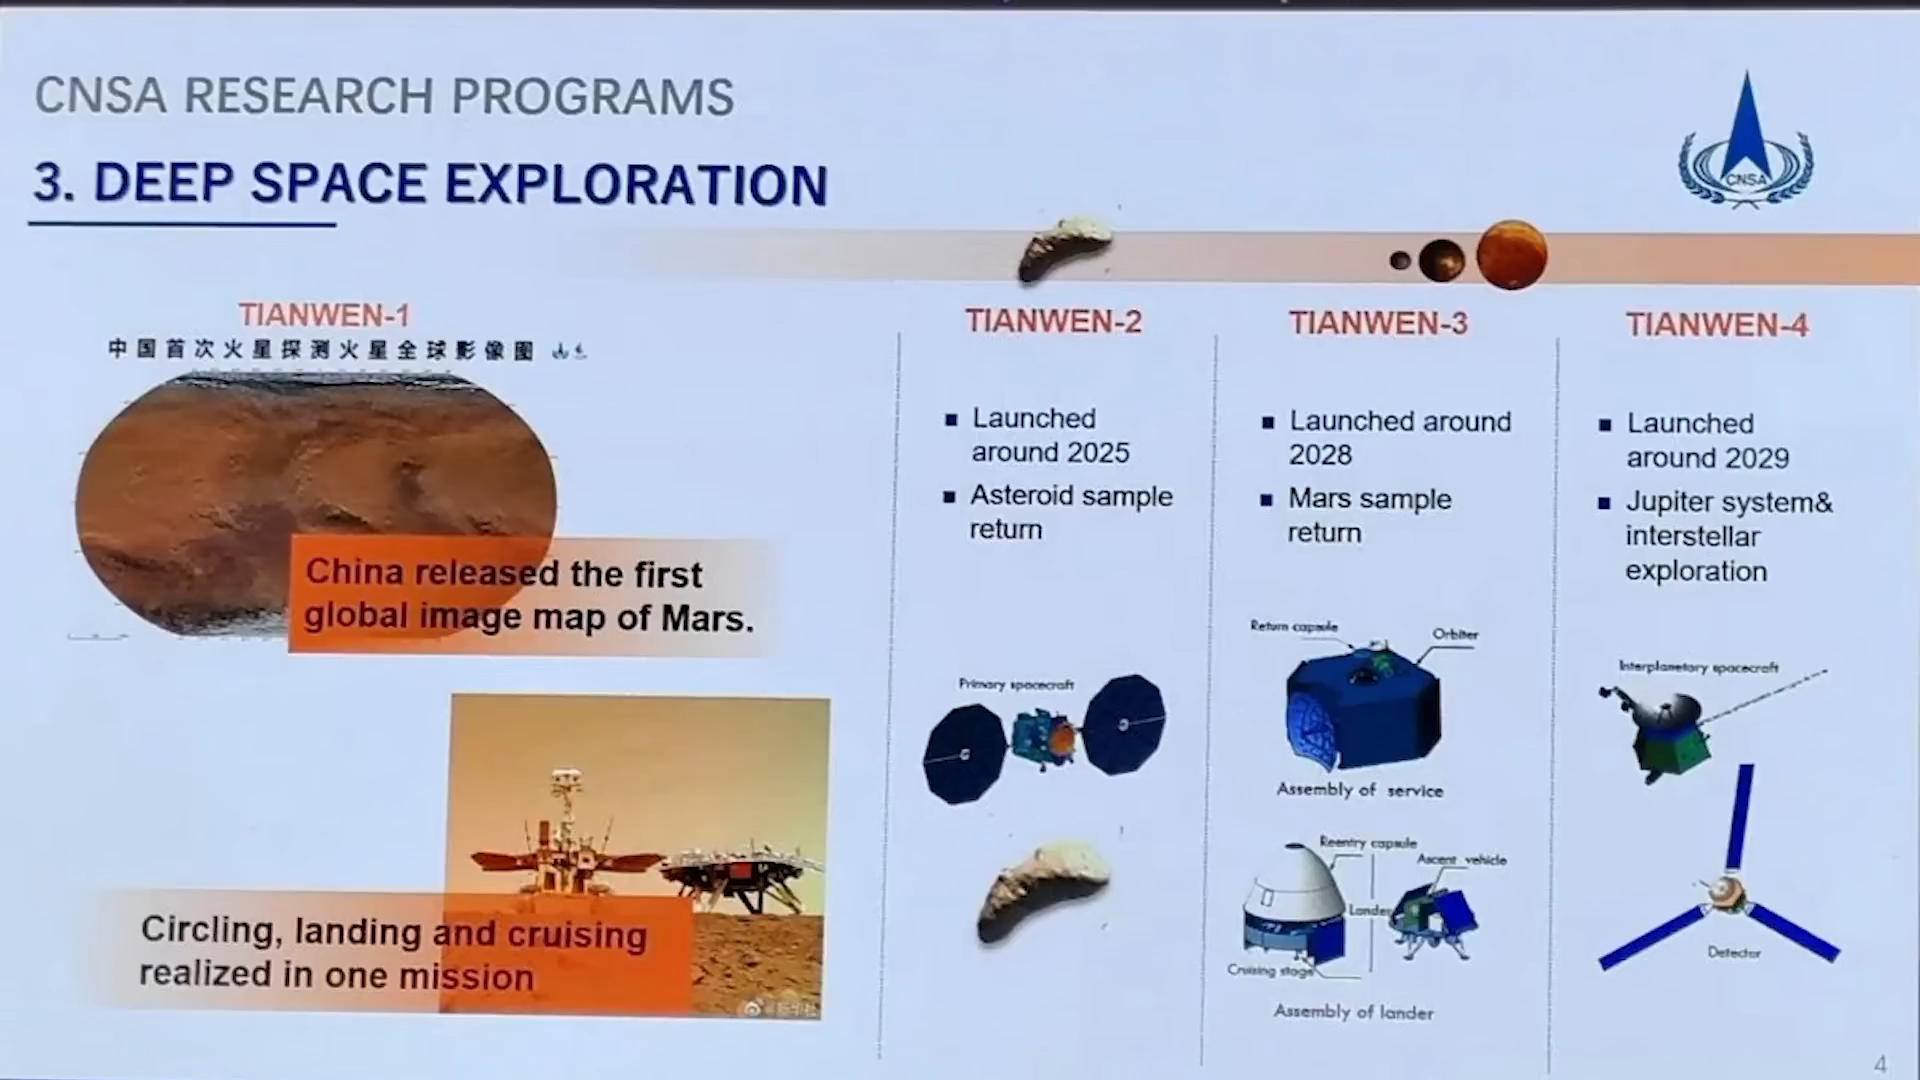 CNSA RESEARCH PROGRAMS
3. DEEP SPACE EXPLORATION
CNSA
TIANWEN-1
中国首次火星探测火星全球影像图
China released the first
global image map of Mars.
Circling, landing and cruising
realized in one mission
TIANWEN-2
Launched
around 2025
Asteroid sample
return
Primary spacecraft
TIANWEN-3
Launched around
2028
Mars sample
return
Return capsule
Orbiter
Assembly of service
Reentry capsule
Ascent vehicle
Lander
Cruising stage
Assembly of lander
TIANWEN-4
Launched
around 2029
Jupiter system&
interstellar
exploration
Interplanetary spacecraft
Detector
4